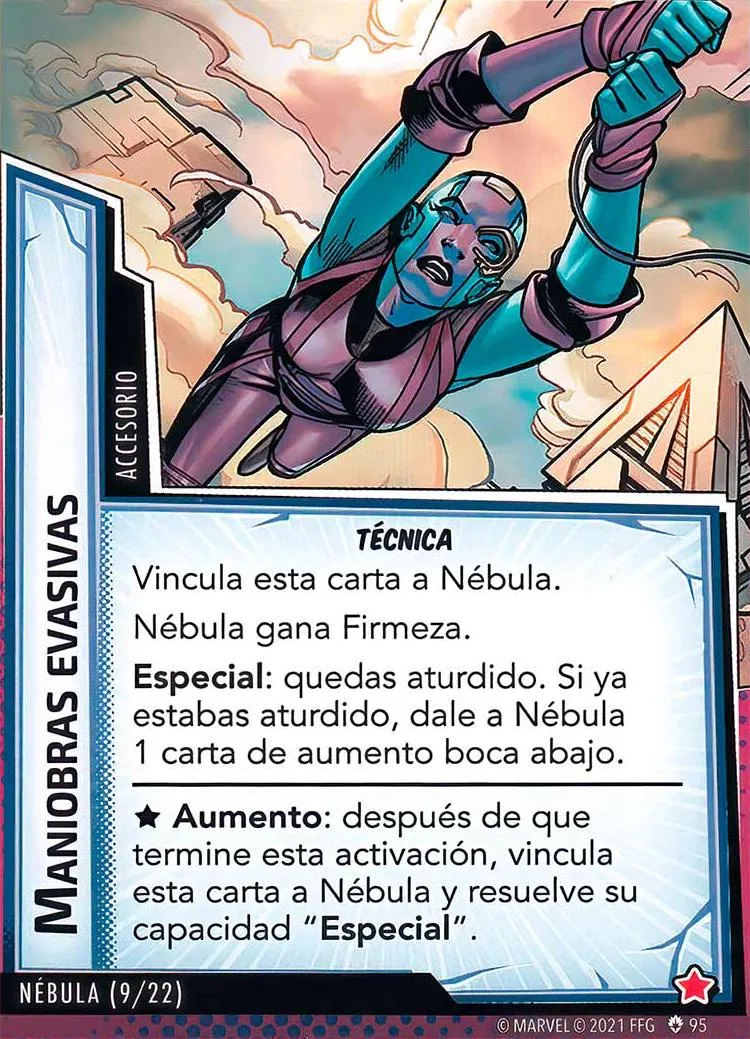 ACCESORIO
MANIOBRAS EVASIVAS
TÉCNICA
Vincula esta carta a Nébula.
Nébula gana Firmeza.
Especial: quedas aturdido. Si ya
estabas aturdido, dale a Nébula
1 carta de aumento boca abajo.
★ Aumento: después de que
termine esta activación, vincula
esta carta a Nébula y resuelve su
capacidad “Especial”.
NÉBULA (9/22)
© MARVEL © 2021 FFG 95